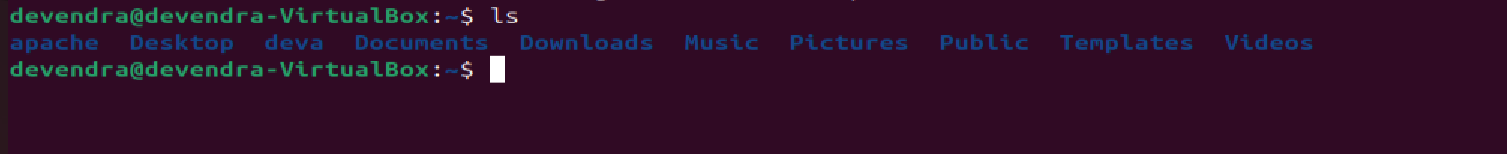 devendra@devendra-VirtualBox:~$ ls
apache  Desktop  deva  Documents  Downloads  Music  Pictures  Public  Templates  Videos
devendra@devendra-VirtualBox:~$